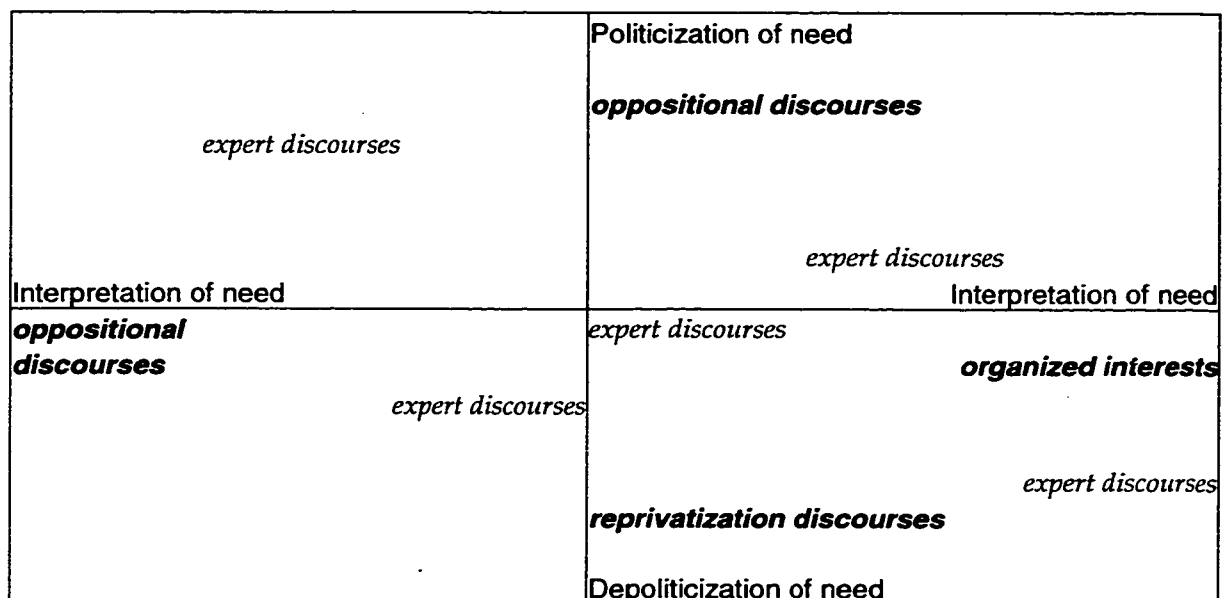 Politicization of need
oppositional discourses
expert discourses
expert discourses
Interpretation of need
Interpretation of need
oppositional
discourses
expert discourses
organized interests
expert discourses
expert discourses
reprivatization discourses
Depoliticization of need